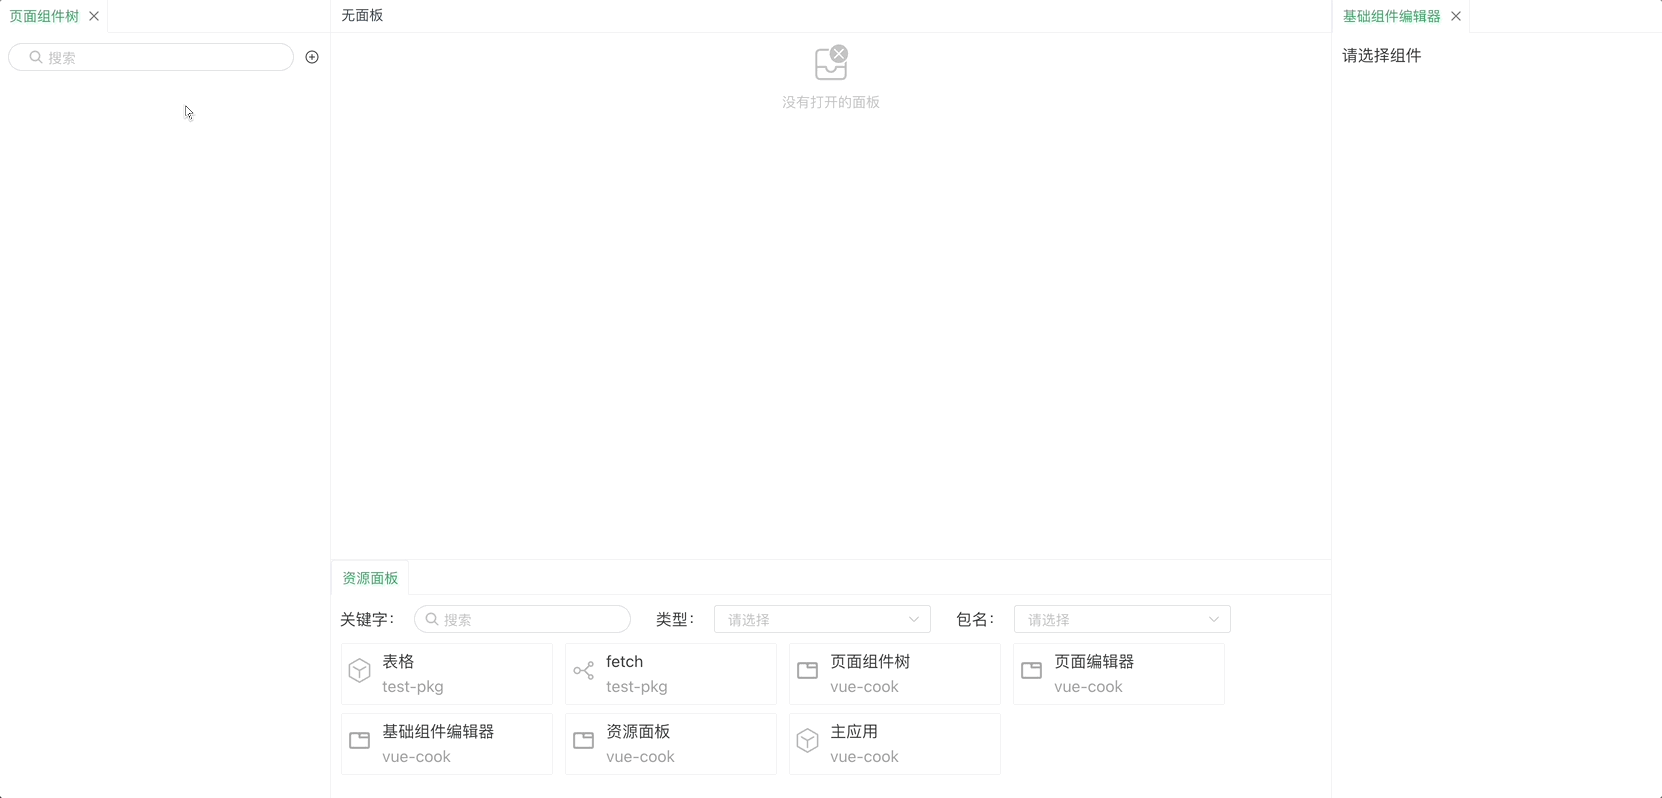 页面组件树
搜索
无面板
没有打开的面板
基础组件编辑器
请选择组件
资源面板
关键字： 搜索 类型： 请选择 包名： 请选择
表格
test-pkg
fetch
test-pkg
页面组件树
vue-cook
页面编辑器
vue-cook
基础组件编辑器
vue-cook
资源面板
vue-cook
主应用
vue-cook